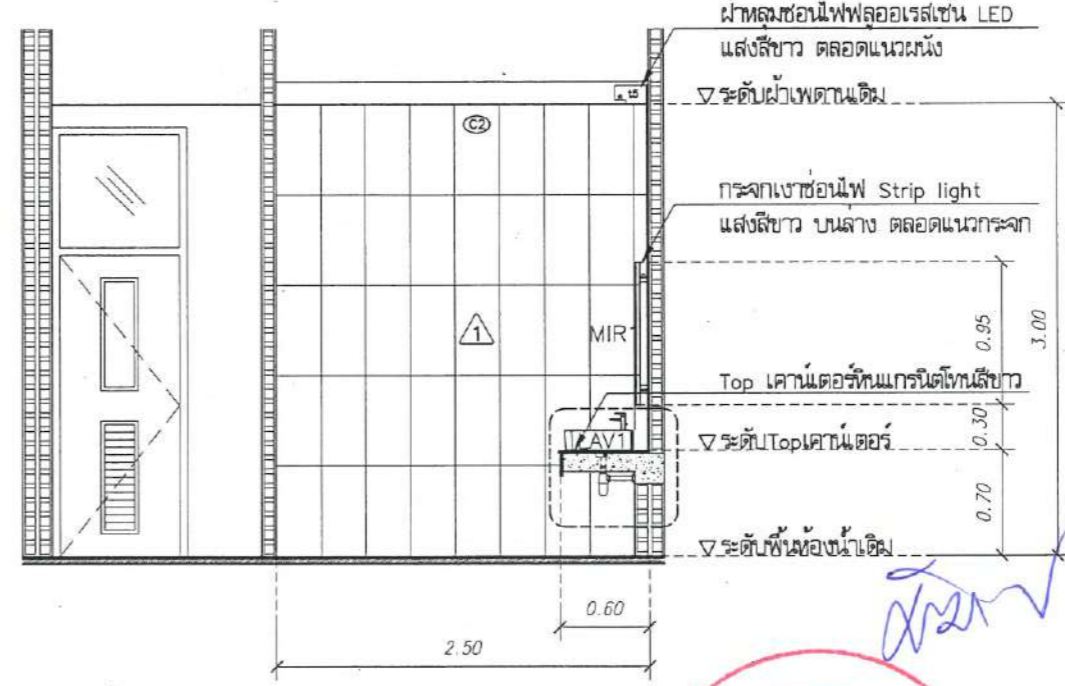 ฝ้าหลุมซ่อนไฟฟลูออเรสเซน LED
แสงสีขาว ตลอดแนวผนัง
ระดับฝ้าเพดานเดิม
C2
กระจกเงาซ่อนไฟ Strip light
แสงสีขาว บนล่าง ตลอดแนวกระจก
1
MIR
0.95
3.00
Top เคาน์เตอร์หินแกรนิตโทนสีขาว
LAV1
ระดับTopเคาน์เตอร์
0.30
0.70
ระดับพื้นห้องน้ำเดิม
0.60
2.50